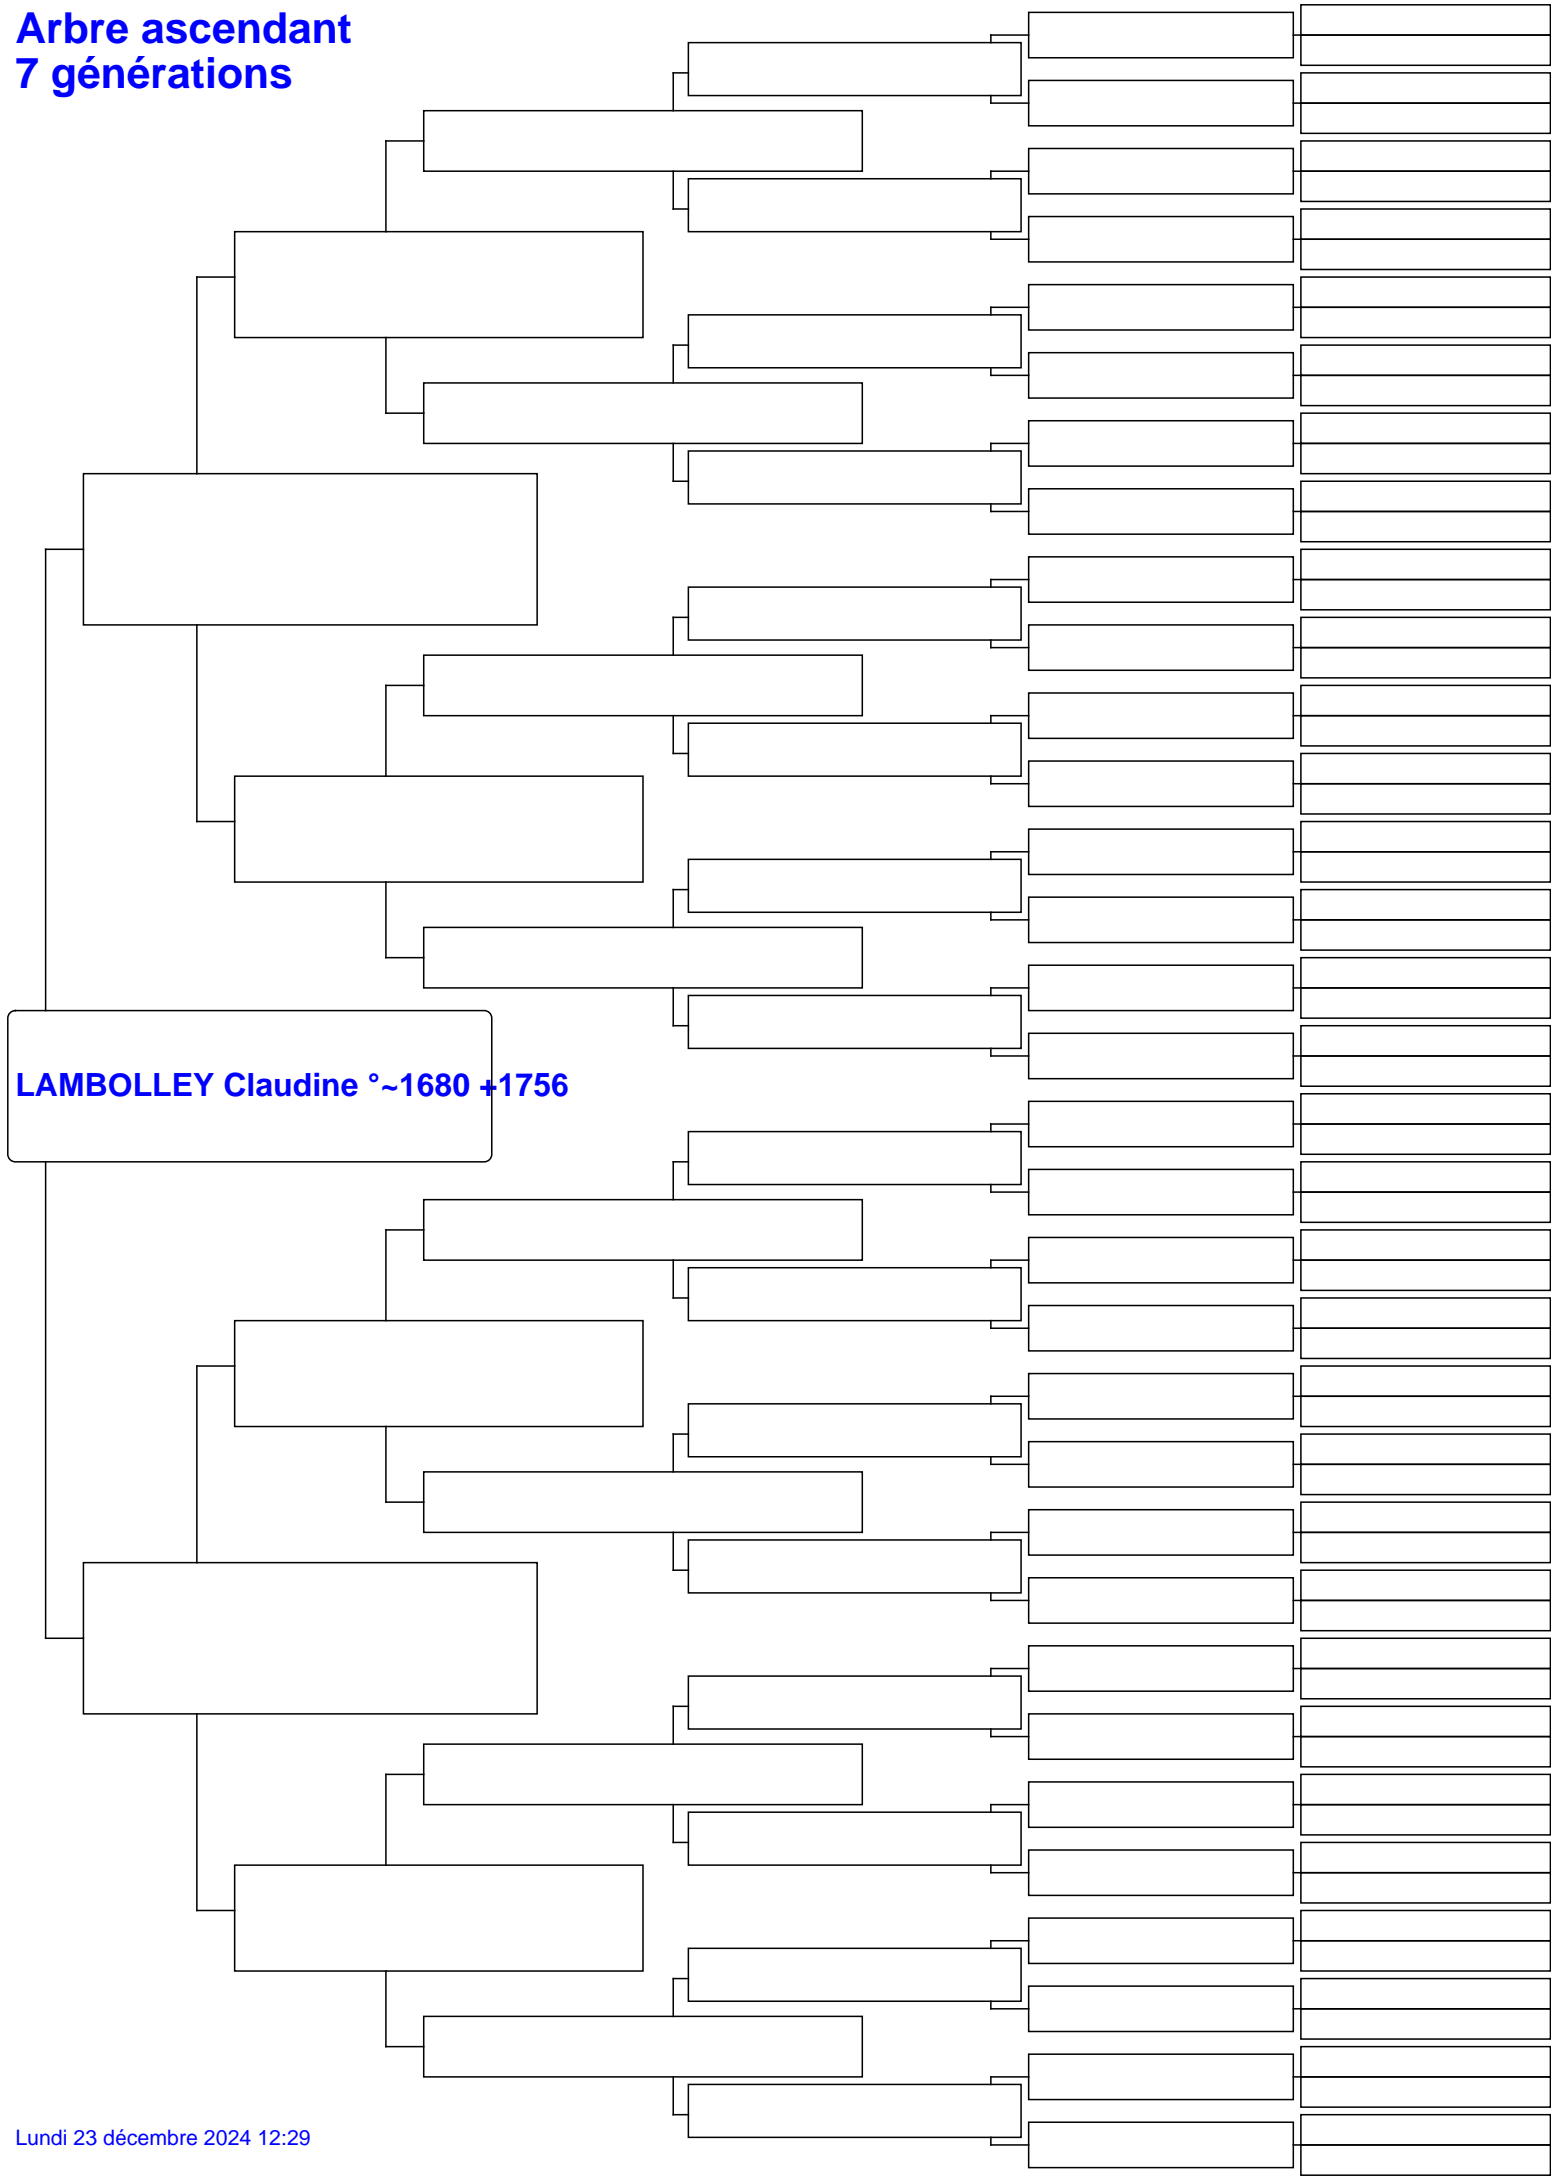 Arbre ascendant
7 générations
LAMBOLLEY Claudine °~1680 +1756
Lundi 23 décembre 2024 12:29